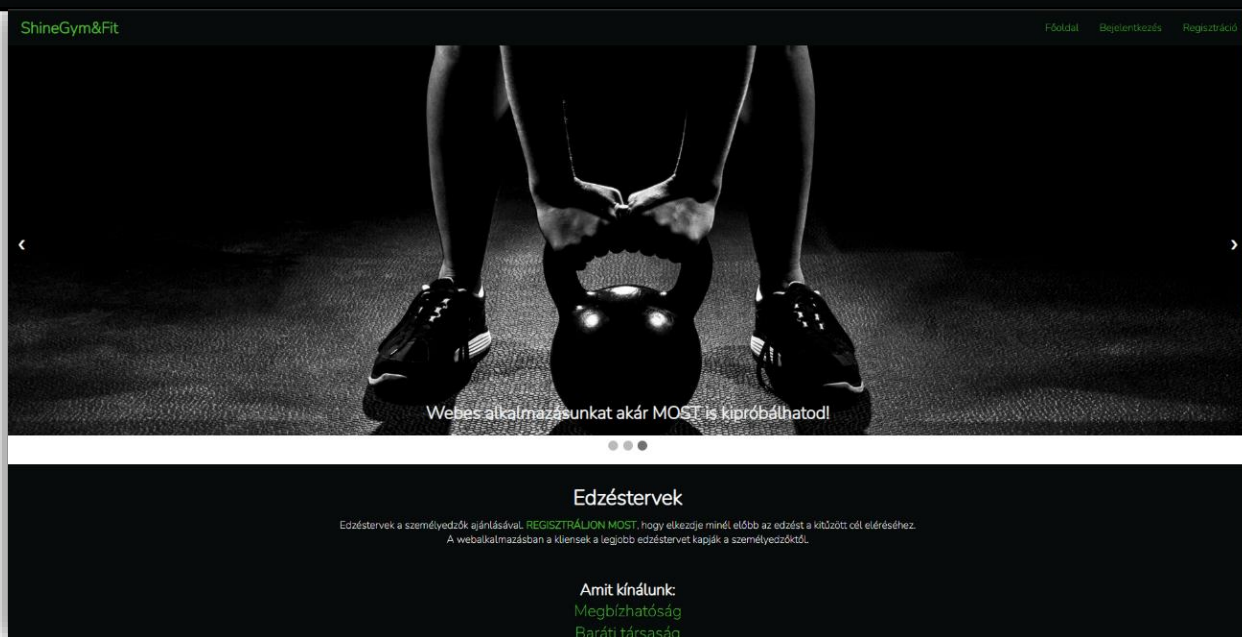 ShineGym&Fit
Főoldal Bejelentkezés Regisztráció
Webes alkalmazásunkat akár MOST is kipróbálhatod!
Edzéstervek
Edzéstervek a személyedzők ajánlásával. REGISZTRÁLJON MOST, hogy elkezdje minél előbb az edzést a kitűzött cél eléréséhez.
A webalkalmazásban a kliensek a legjobb edzéstervet kapják a személyedzőktől.
Amit kínálunk:
Megbízhatóság
Baráti társaság